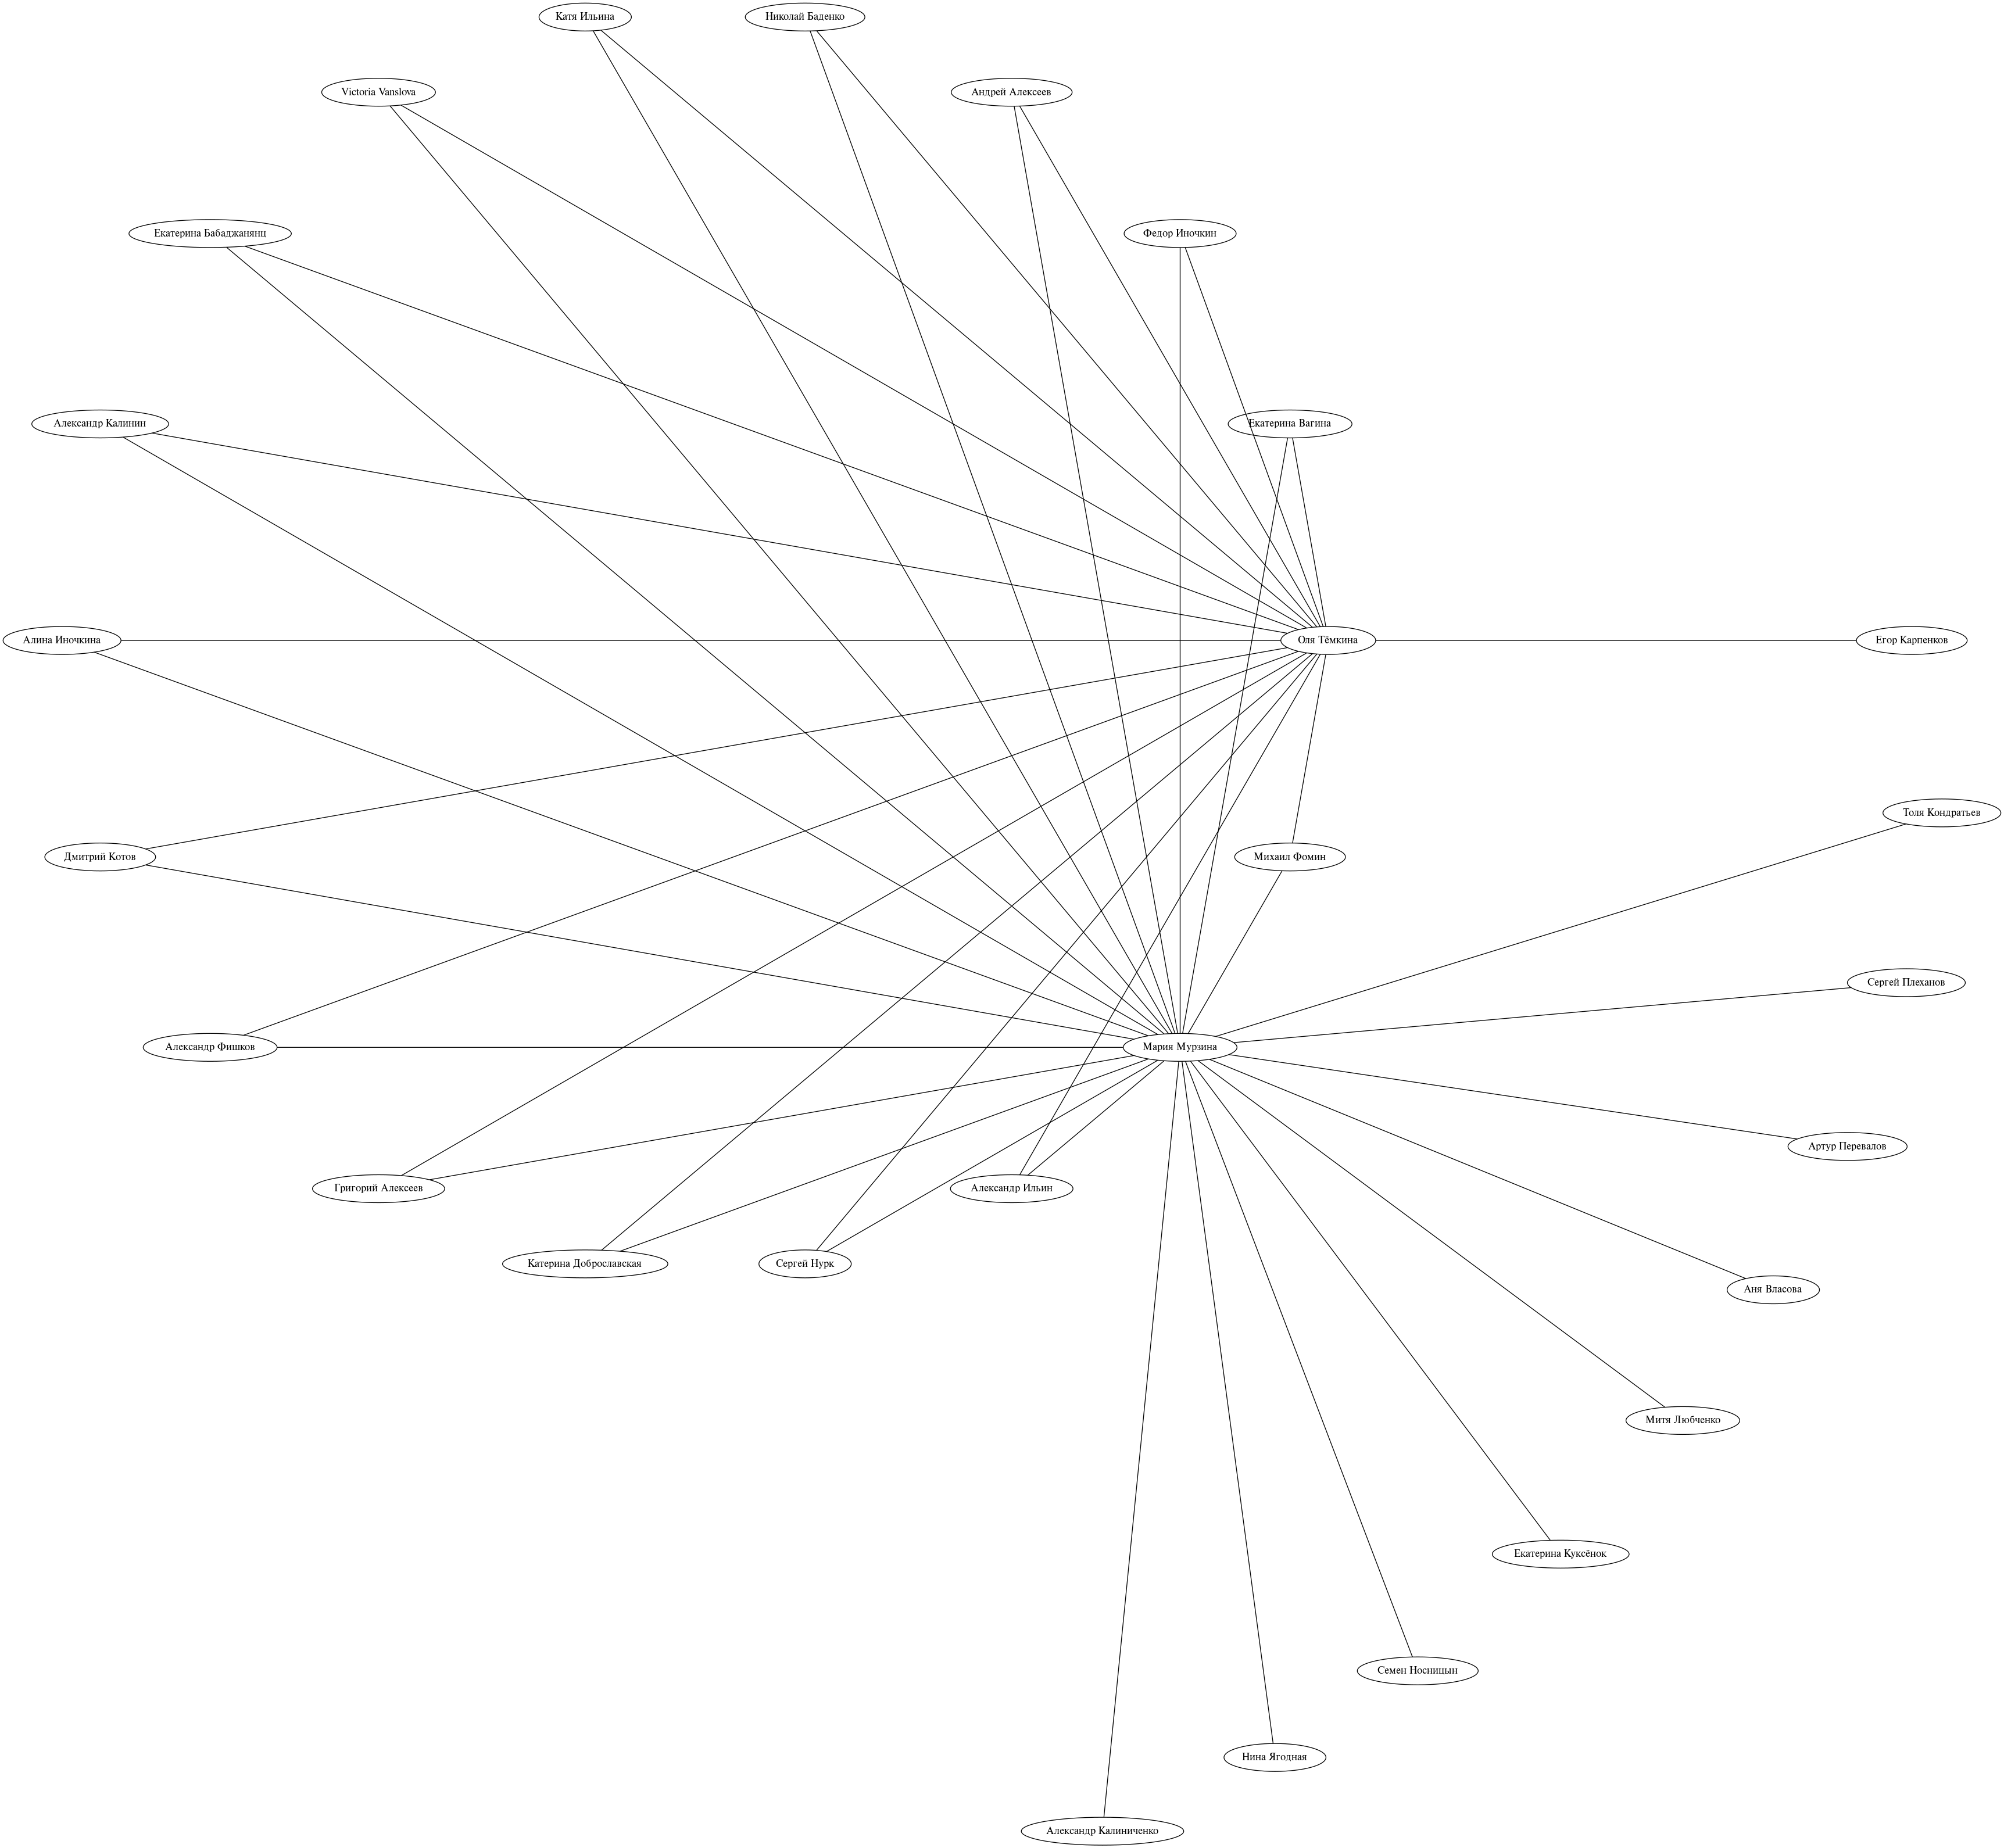 Катя Ильина
Николай Баденко
Victoria Vanslova
Андрей Алексеев
Екатерина Бабаджанянц
Федор Иночкин
Александр Калинин
Екатерина Вагина
Алина Иночкина
Оля Тёмкина
Егор Карпенков
Толя Кондратьев
Дмитрий Котов
Михаил Фомин
Сергей Плеханов
Александр Фишков
Мария Мурзина
Артур Перевалов
Григорий Алексеев
Александр Ильин
Катерина Доброславская
Сергей Нурк
Аня Власова
Митя Любченко
Екатерина Куксёнок
Семен Носницын
Нина Ягодная
Александр Калиниченко